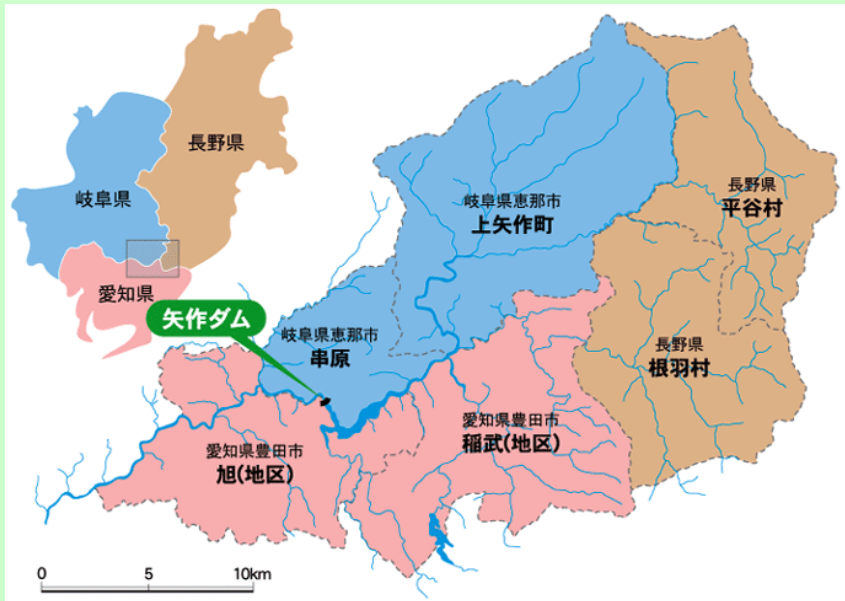 長野県
岐阜県
愛知県
矢作ダム
岐阜県恵那市
上矢作町
長野県
平谷村
岐阜県恵那市
串原
長野県
根羽村
愛知県豊田市
稲武(地区)
愛知県豊田市
旭(地区)
0 5 10km